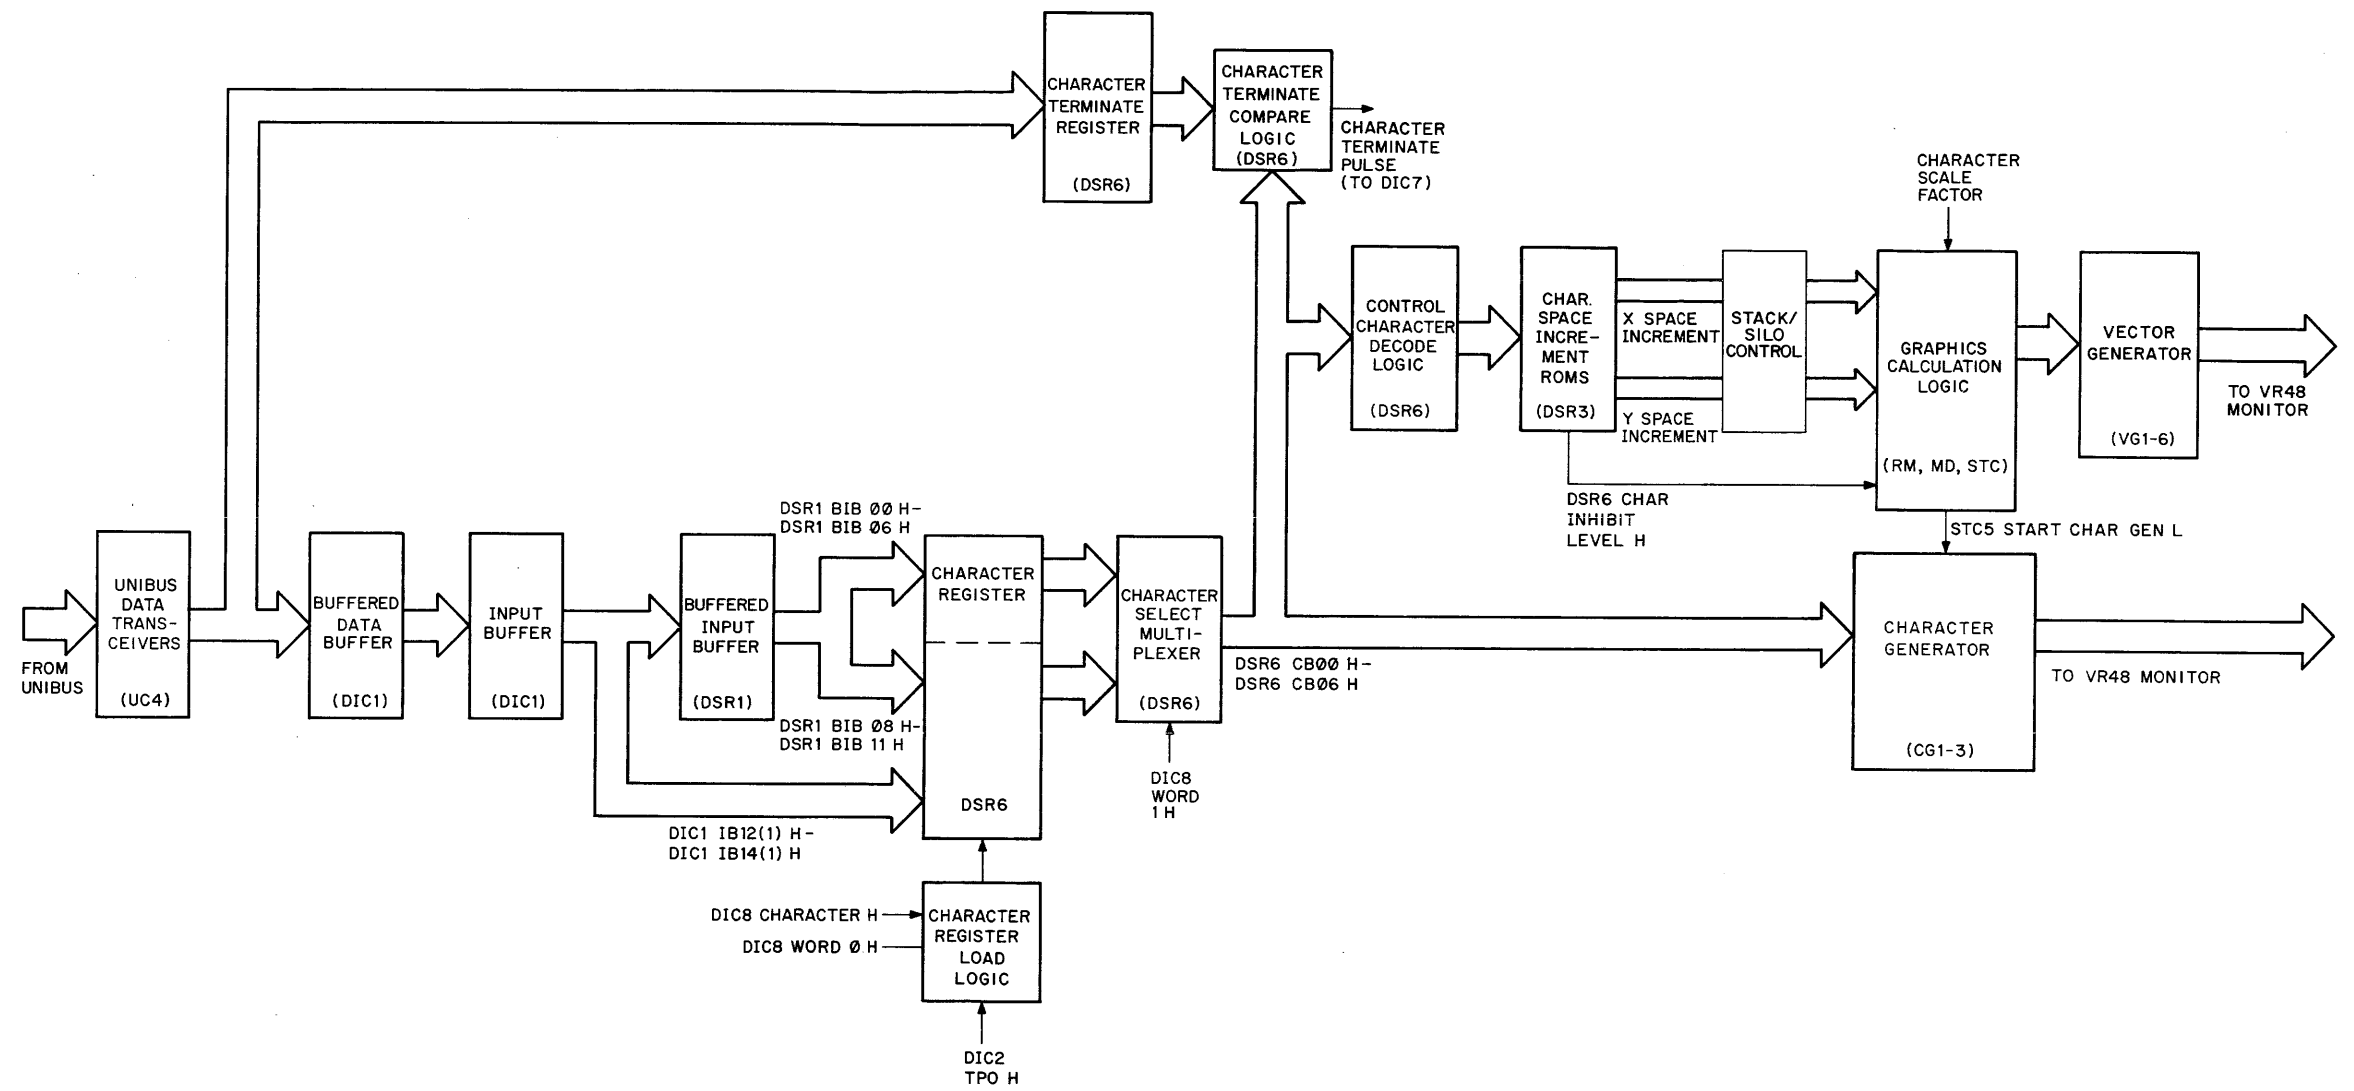 CHARACTER
TERMINATE
REGISTER
(DSR6)
CHARACTER
TERMINATE
COMPARE
LOGIC
(DSR6)
CHARACTER
TERMINATE
PULSE
(TO DIC7)
CHARACTER
SCALE
FACTOR
CONTROL
CHARACTER
DECODE
LOGIC
(DSR6)
CHAR.
SPACE
INCRE-
MENT
ROMS
(DSR3)
X SPACE
INCREMENT
Y SPACE
INCREMENT
STACK/
SILO
CONTROL
GRAPHICS
CALCULATION
LOGIC
(RM, MD, STC)
VECTOR
GENERATOR
(VG1-6)
TO VR48
MONITOR
DSR6 CHAR
INHIBIT
LEVEL H
STC5 START CHAR GEN L
FROM
UNIBUS
UNIBUS
DATA
TRANS-
CEIVERS
(UC4)
BUFFERED
DATA
BUFFER
(DIC1)
INPUT
BUFFER
(DIC1)
BUFFERED
INPUT
BUFFER
(DSR1)
DSR1 BIB 00 H-
DSR1 BIB 06 H
DSR1 BIB 08 H-
DSR1 BIB 11 H
DIC1 IB12(1) H-
DIC1 IB14(1) H
CHARACTER
REGISTER
DSR6
CHARACTER
SELECT
MULTI-
PLEXER
(DSR6)
DIC8
WORD
1 H
DSR6 CB00 H-
DSR6 CB06 H
CHARACTER
GENERATOR
(CG1-3)
TO VR48 MONITOR
DIC8 CHARACTER H
DIC8 WORD 0 H
CHARACTER
REGISTER
LOAD
LOGIC
DIC2
TPO H